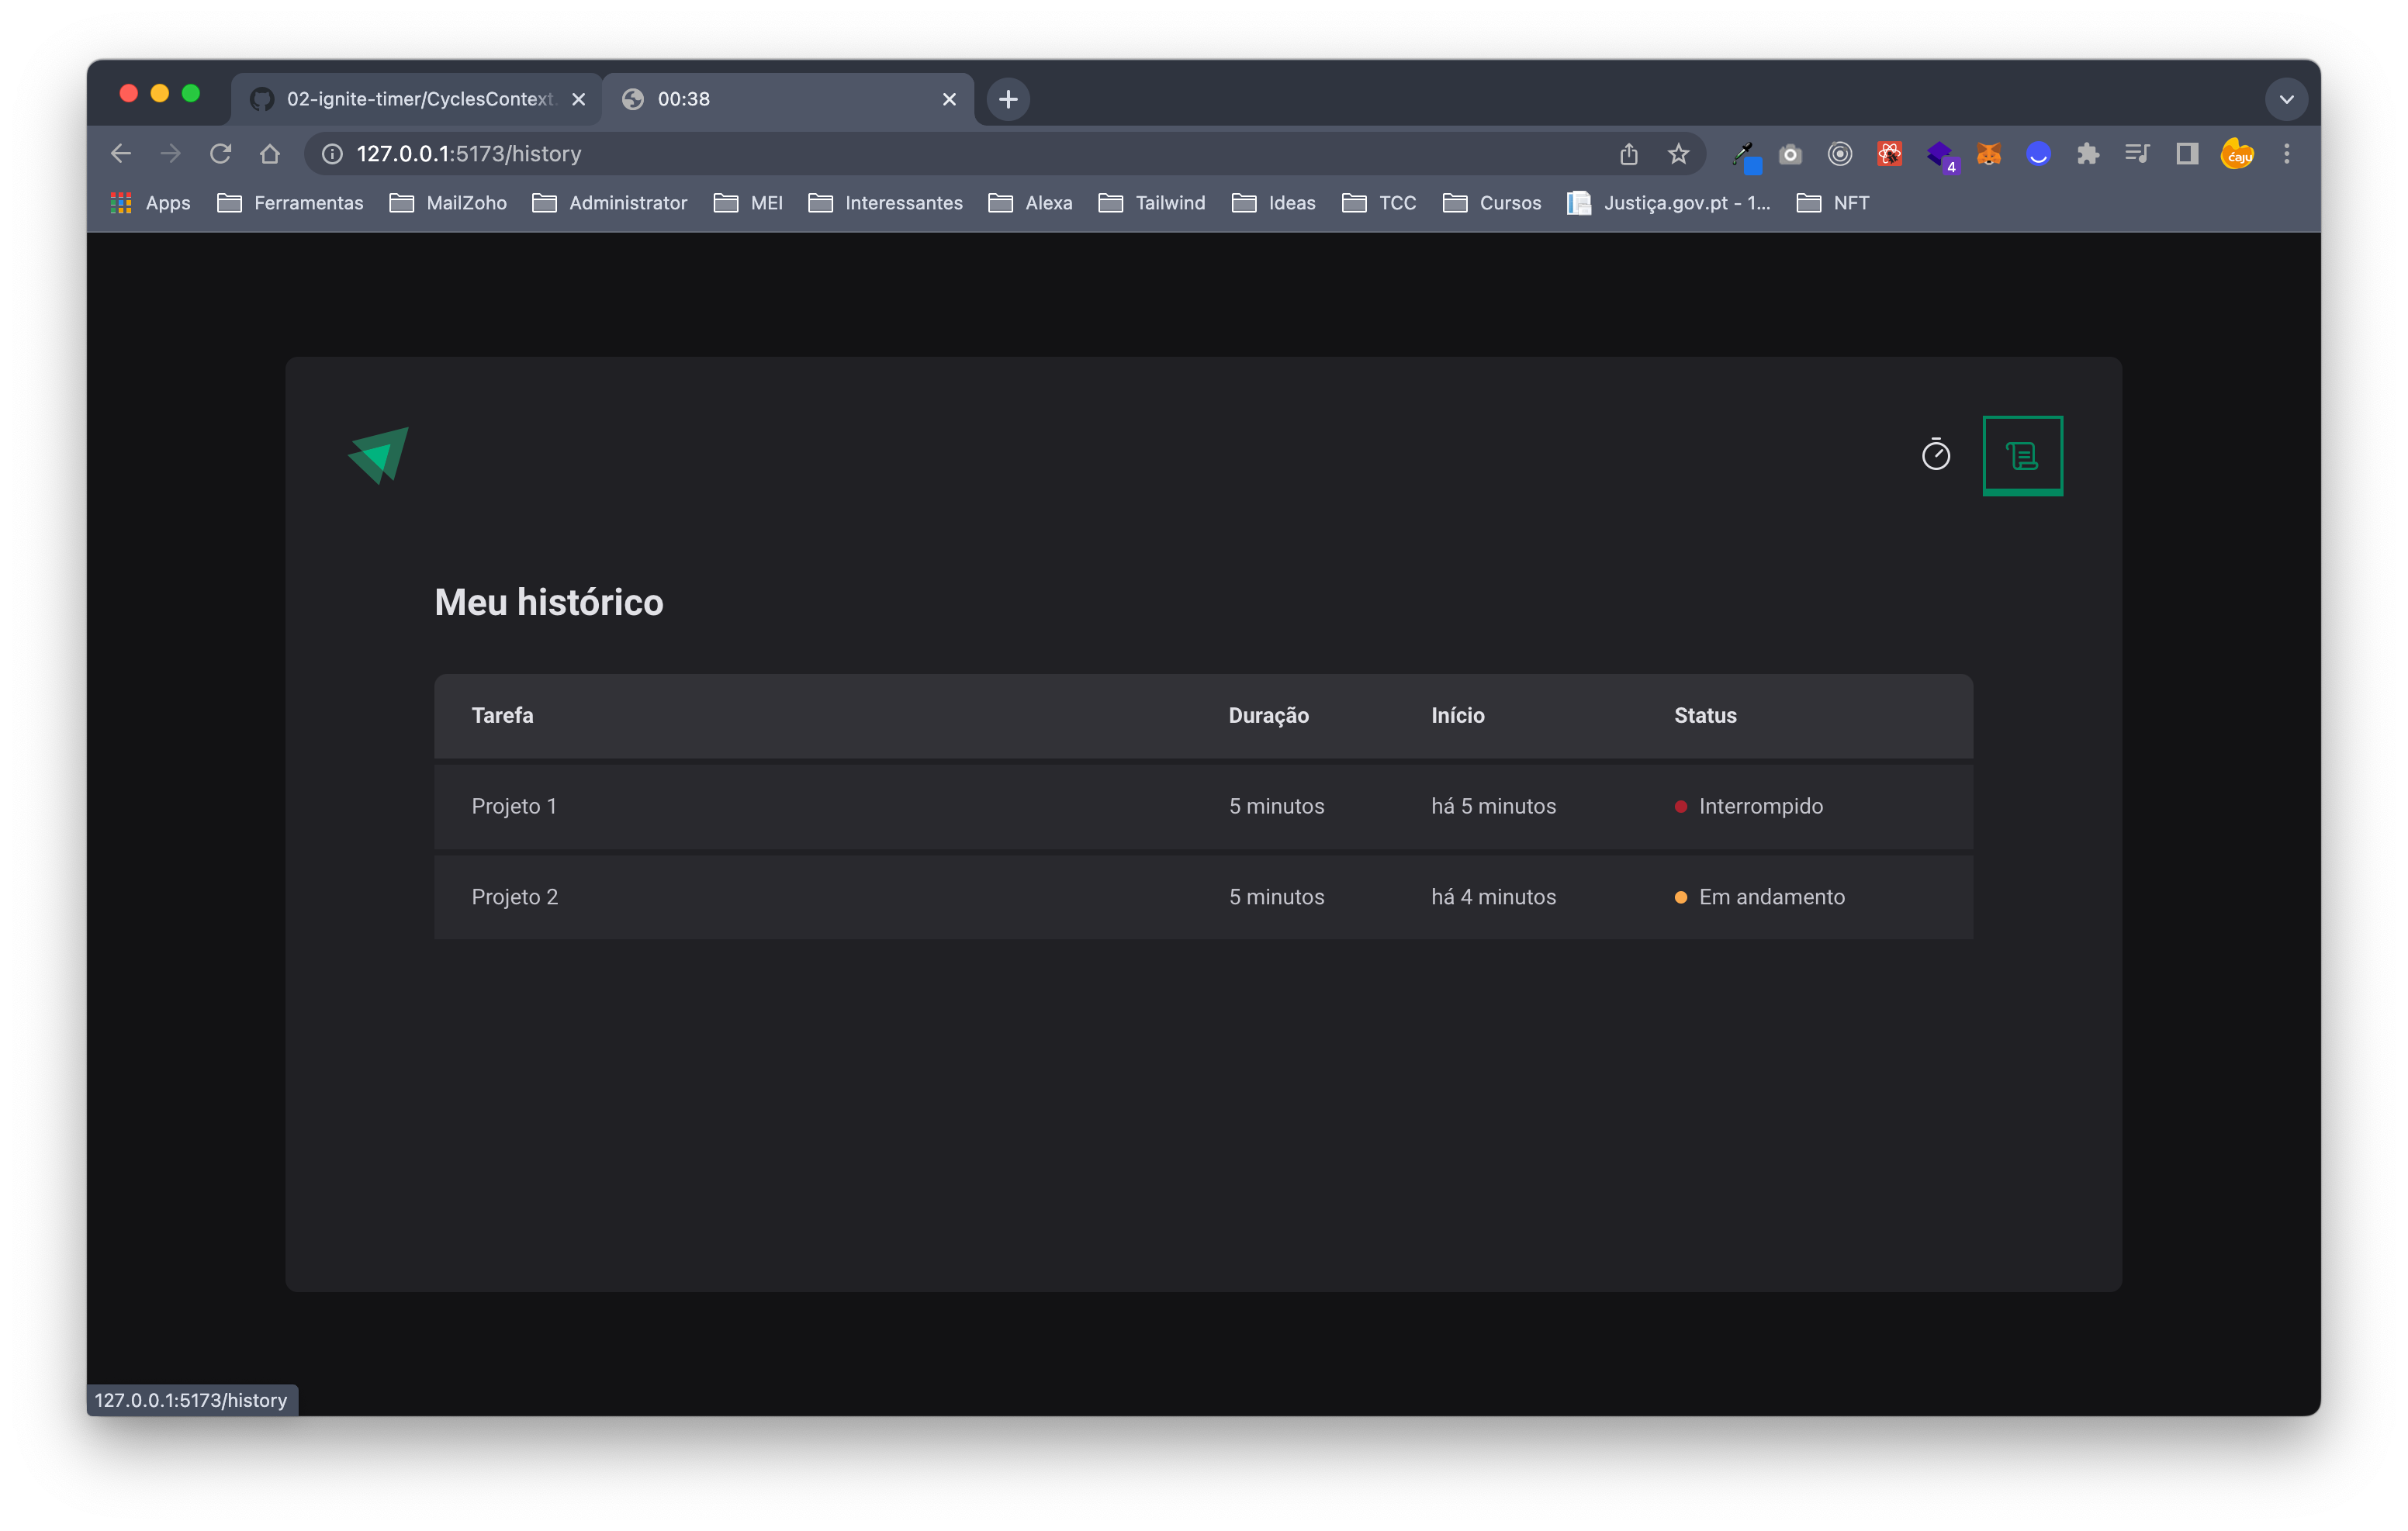 02-ignite-timer/CyclesContext. 00:38
127.0.0.1:5173/history 4 caju
Apps Ferramentas MailZoho Administrator MEI Interessantes Alexa Tailwind Ideas TCC Cursos Justiça.gov.pt - 1... NFT
Meu histórico
Tarefa Duração Início Status
Projeto 1 5 minutos há 5 minutos Interrompido
Projeto 2 5 minutos há 4 minutos Em andamento
127.0.0.1:5173/history